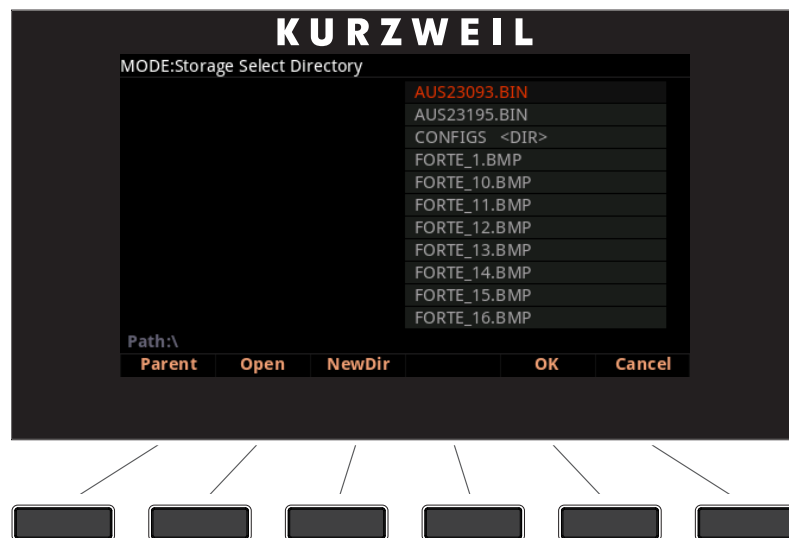 KURZWEIL
MODE:Storage Select Directory
AUS23093.BIN
AUS23195.BIN
CONFIGS <DIR>
FORTE_1.BMP
FORTE_10.BMP
FORTE_11.BMP
FORTE_12.BMP
FORTE_13.BMP
FORTE_14.BMP
FORTE_15.BMP
FORTE_16.BMP
Path:\
Parent Open NewDir OK Cancel